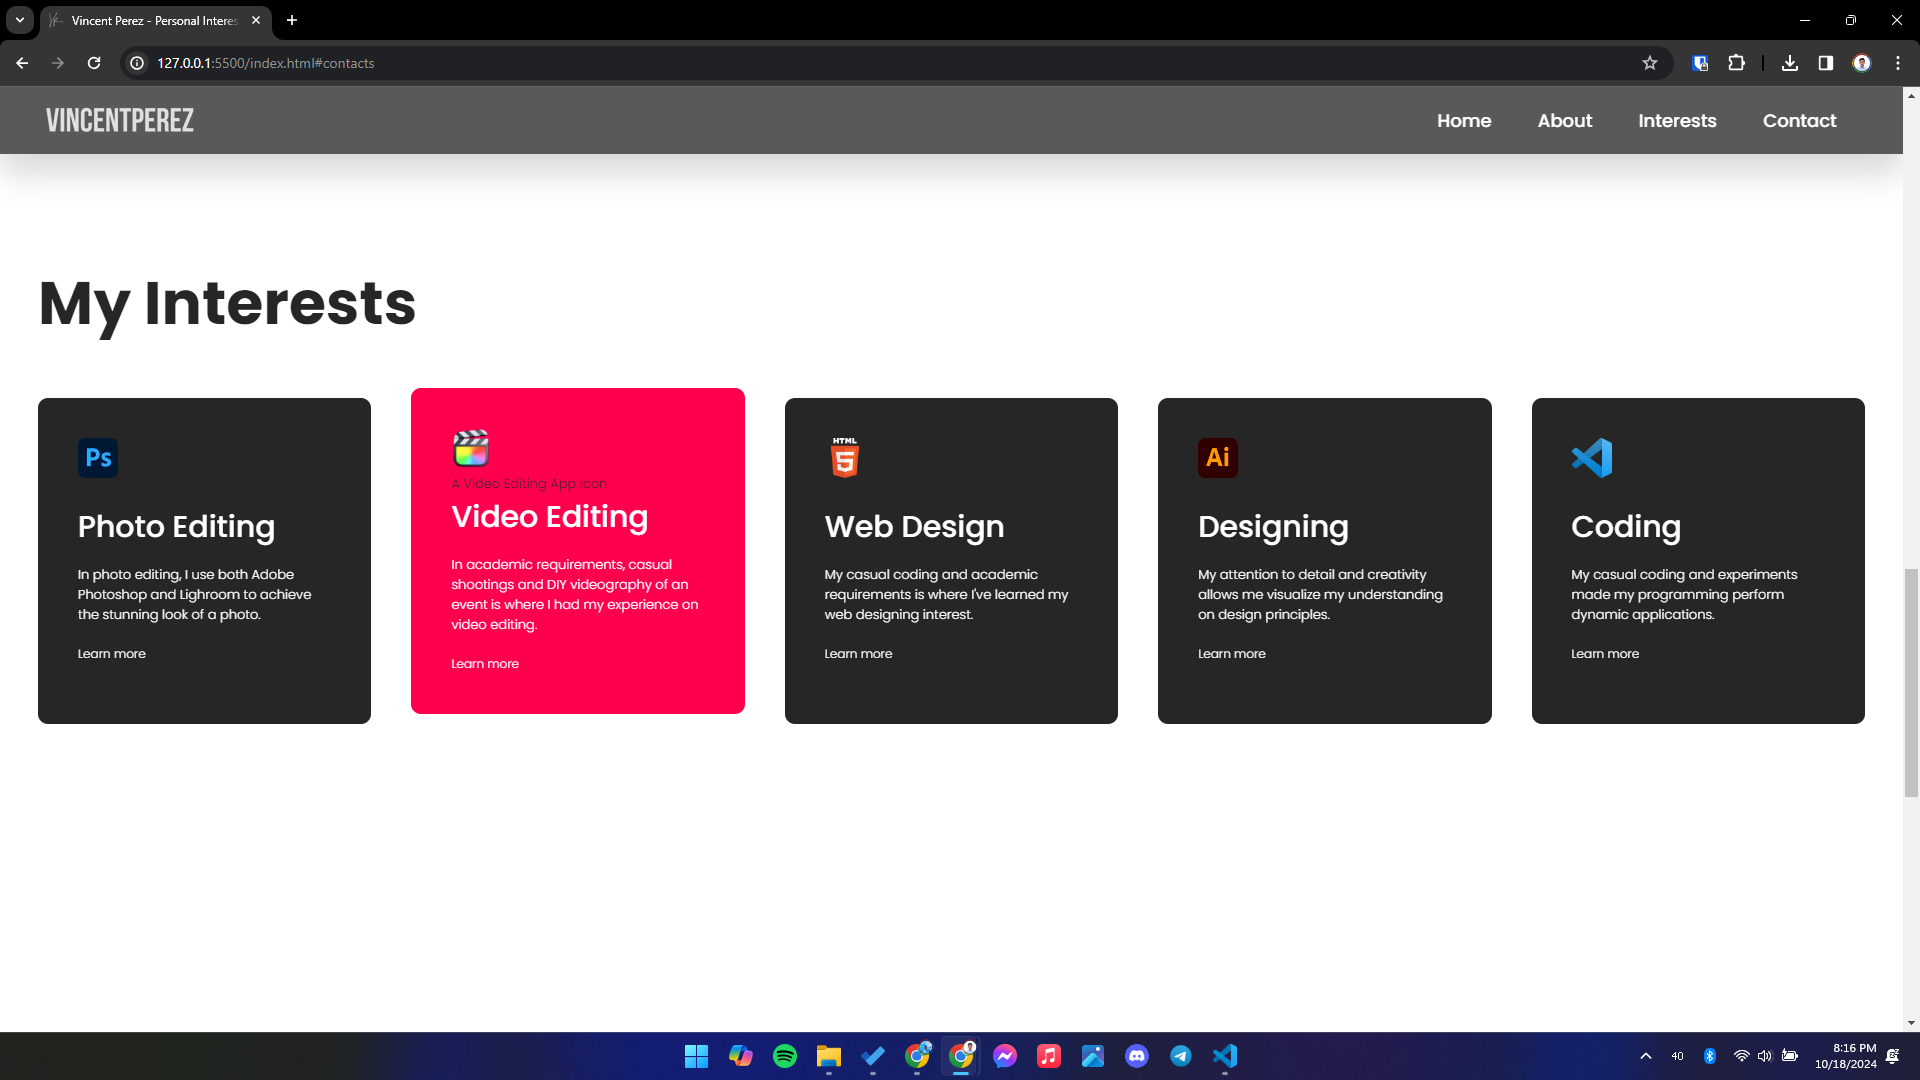 Vincent Perez - Personal Interes
127.0.0.1:5500/index.html#contacts
VINCENTPEREZ
Home
About
Interests
Contact
My Interests
Ps
Photo Editing
In photo editing, I use both Adobe
Photoshop and Lighroom to achieve
the stunning look of a photo.
Learn more
A Video Editing App Icon
Video Editing
In academic requirements, casual
shootings and DIY videography of an
event is where I had my experience on
video editing.
Learn more
HTML
5
Web Design
My casual coding and academic
requirements is where I've learned my
web designing interest.
Learn more
Ai
Designing
My attention to detail and creativity
allows me visualize my understanding
on design principles.
Learn more
Coding
My casual coding and experiments
made my programming perform
dynamic applications.
Learn more
40
8:16 PM
10/18/2024